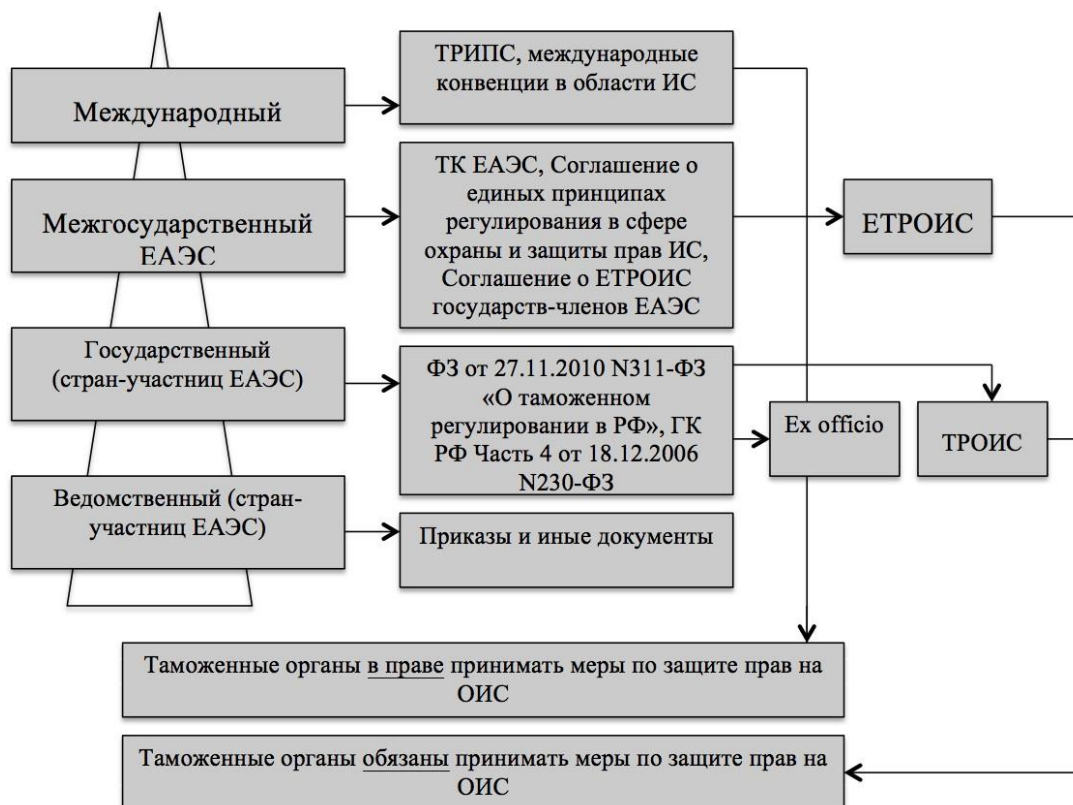 Международный
ТРИПС, международные
конвенции в области ИС
Межгосударственный
ЕАЭС
ТК ЕАЭС, Соглашение о
единых принципах
регулирования в сфере
охраны и защиты прав ИС,
Соглашение о ЕТРОИС
государств-членов ЕАЭС
ЕТРОИС
Государственный
(стран-участниц ЕАЭС)
ФЗ от 27.11.2010 N311-ФЗ
«О таможенном
регулировании в РФ», ГК
РФ Часть 4 от 18.12.2006
N230-ФЗ
Ex officio
ТРОИС
Ведомственный (стран-
участниц ЕАЭС)
Приказы и иные документы
Таможенные органы в праве принимать меры по защите прав на
ОИС
Таможенные органы обязаны принимать меры по защите прав на
ОИС